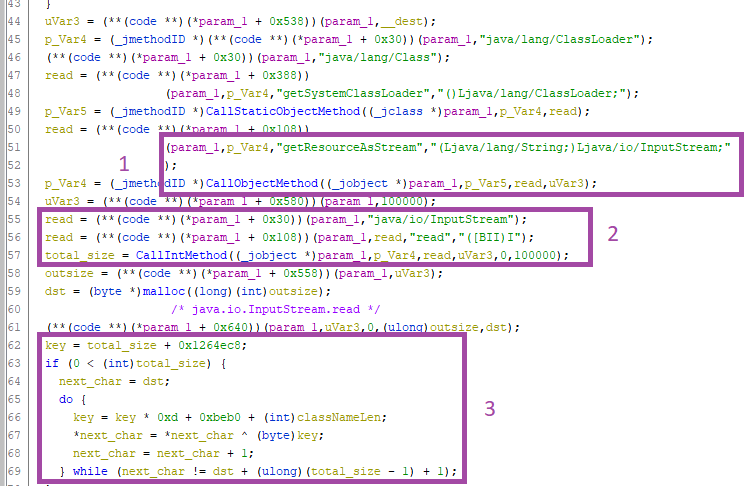 43 }
44 uVar3 = (**(code **)(*param_1 + 0x538))(param_1,__dest);
45 p_Var4 = (_jmethodID *)(**(code **)(*param_1 + 0x30))(param_1,"java/lang/ClassLoader");
46 (**(code **)(*param_1 + 0x30))(param_1,"java/lang/Class");
47 read = (**(code **)(*param_1 + 0x388))
48 (param_1,p_Var4,"getSystemClassLoader","()Ljava/lang/ClassLoader;");
49 p_Var5 = (_jmethodID *)CallStaticObjectMethod((_jclass *)param_1,p_Var4,read);
50 read = (**(code **)(*param_1 + 0x108))
51 (param_1,p_Var4,"getResourceAsStream","(Ljava/lang/String;)Ljava/io/InputStream;"
1
52 );
53 p_Var4 = (_jmethodID *)CallObjectMethod((_jobject *)param_1,p_Var5,read,uVar3);
54 uVar3 = (**(code **)(*param_1 + 0x580))(param_1,100000);
55 read = (**(code **)(*param_1 + 0x30))(param_1,"java/io/InputStream");
56 read = (**(code **)(*param_1 + 0x108))(param_1,read,"read","([BII)I");
2
57 total_size = CallIntMethod((_jobject *)param_1,p_Var4,read,uVar3,0,100000);
58 outsize = (**(code **)(*param_1 + 0x558))(param_1,uVar3);
59 dst = (byte *)malloc((long)(int)outsize);
60 /* java.io.InputStream.read */
61 (**(code **)(*param_1 + 0x640))(param_1,uVar3,0,(ulong)outsize,dst);
62 key = total_size + 0x1264ec8;
63 if (0 < (int)total_size) {
64 next_char = dst;
65 do {
66 key = key * 0xd + 0xbeb0 + (int)classNameLen;
3
67 *next_char = *next_char ^ (byte)key;
68 next_char = next_char + 1;
69 } while (next_char != dst + (ulong)(total_size - 1) + 1);